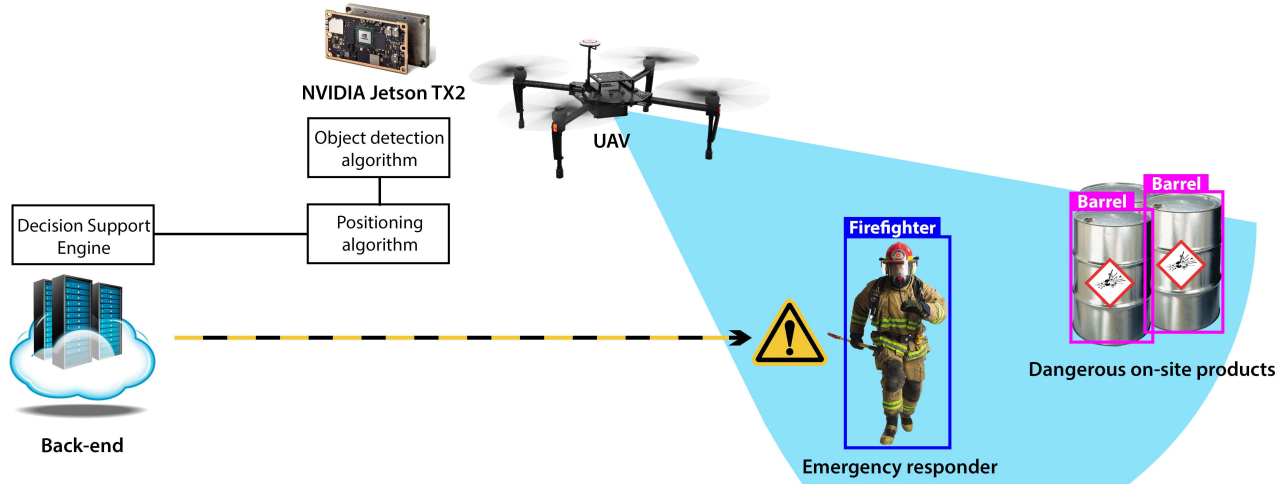 NVIDIA Jetson TX2
Object detection
algorithm
UAV
Positioning
algorithm
Decision Support
Engine
Back-end
Firefighter
Emergency responder
Barrel
Barrel
Dangerous on-site products